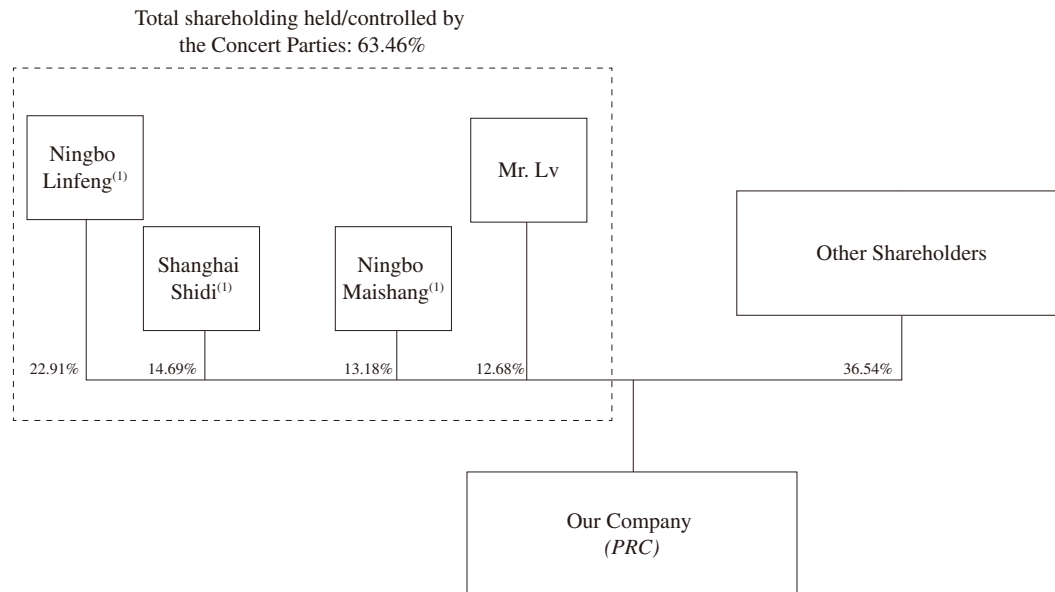 Total shareholding held/controlled by
the Concert Parties: 63.46%
Ningbo
Linfeng(1)
Mr. Lv
Shanghai
Shidi(1)
Ningbo
Maishang(1)
Other Shareholders
22.91%
14.69%
13.18%
12.68%
36.54%
Our Company
(PRC)